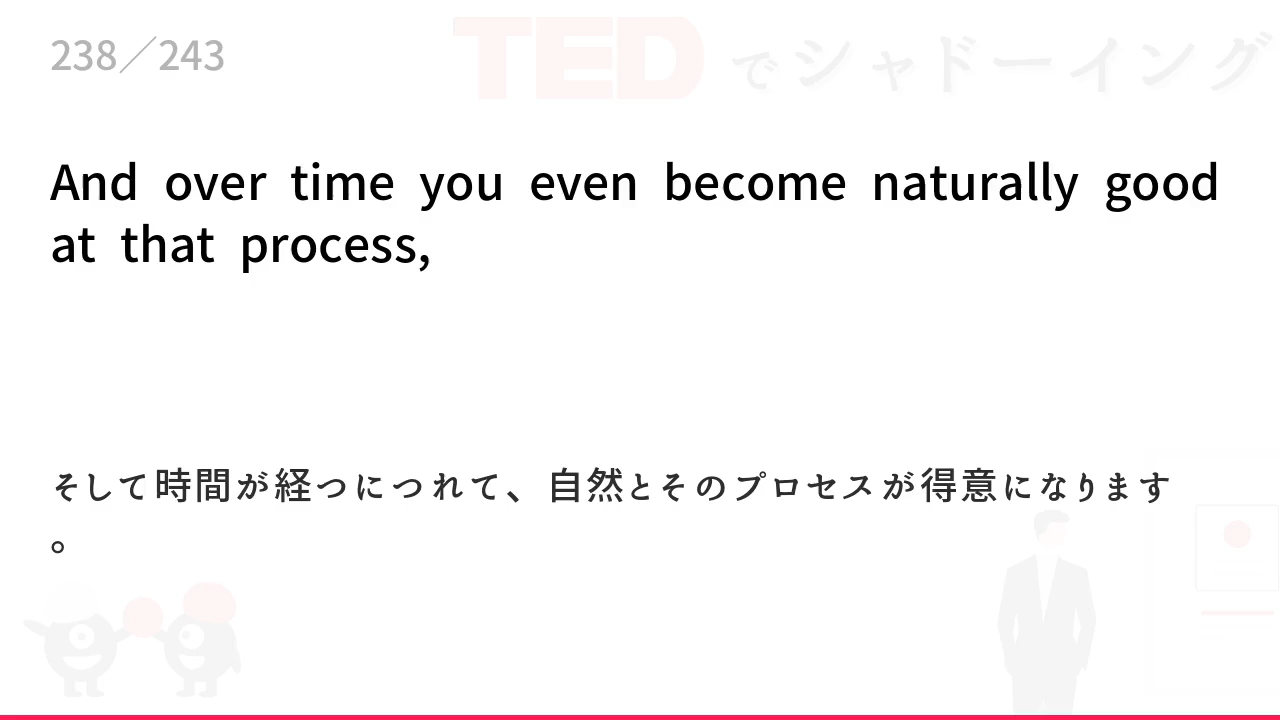 238／243
TEDでシャドーイング
And over time you even become naturally good
at that process,
そして時間が経つにつれて、自然とそのプロセスが得意になります
。